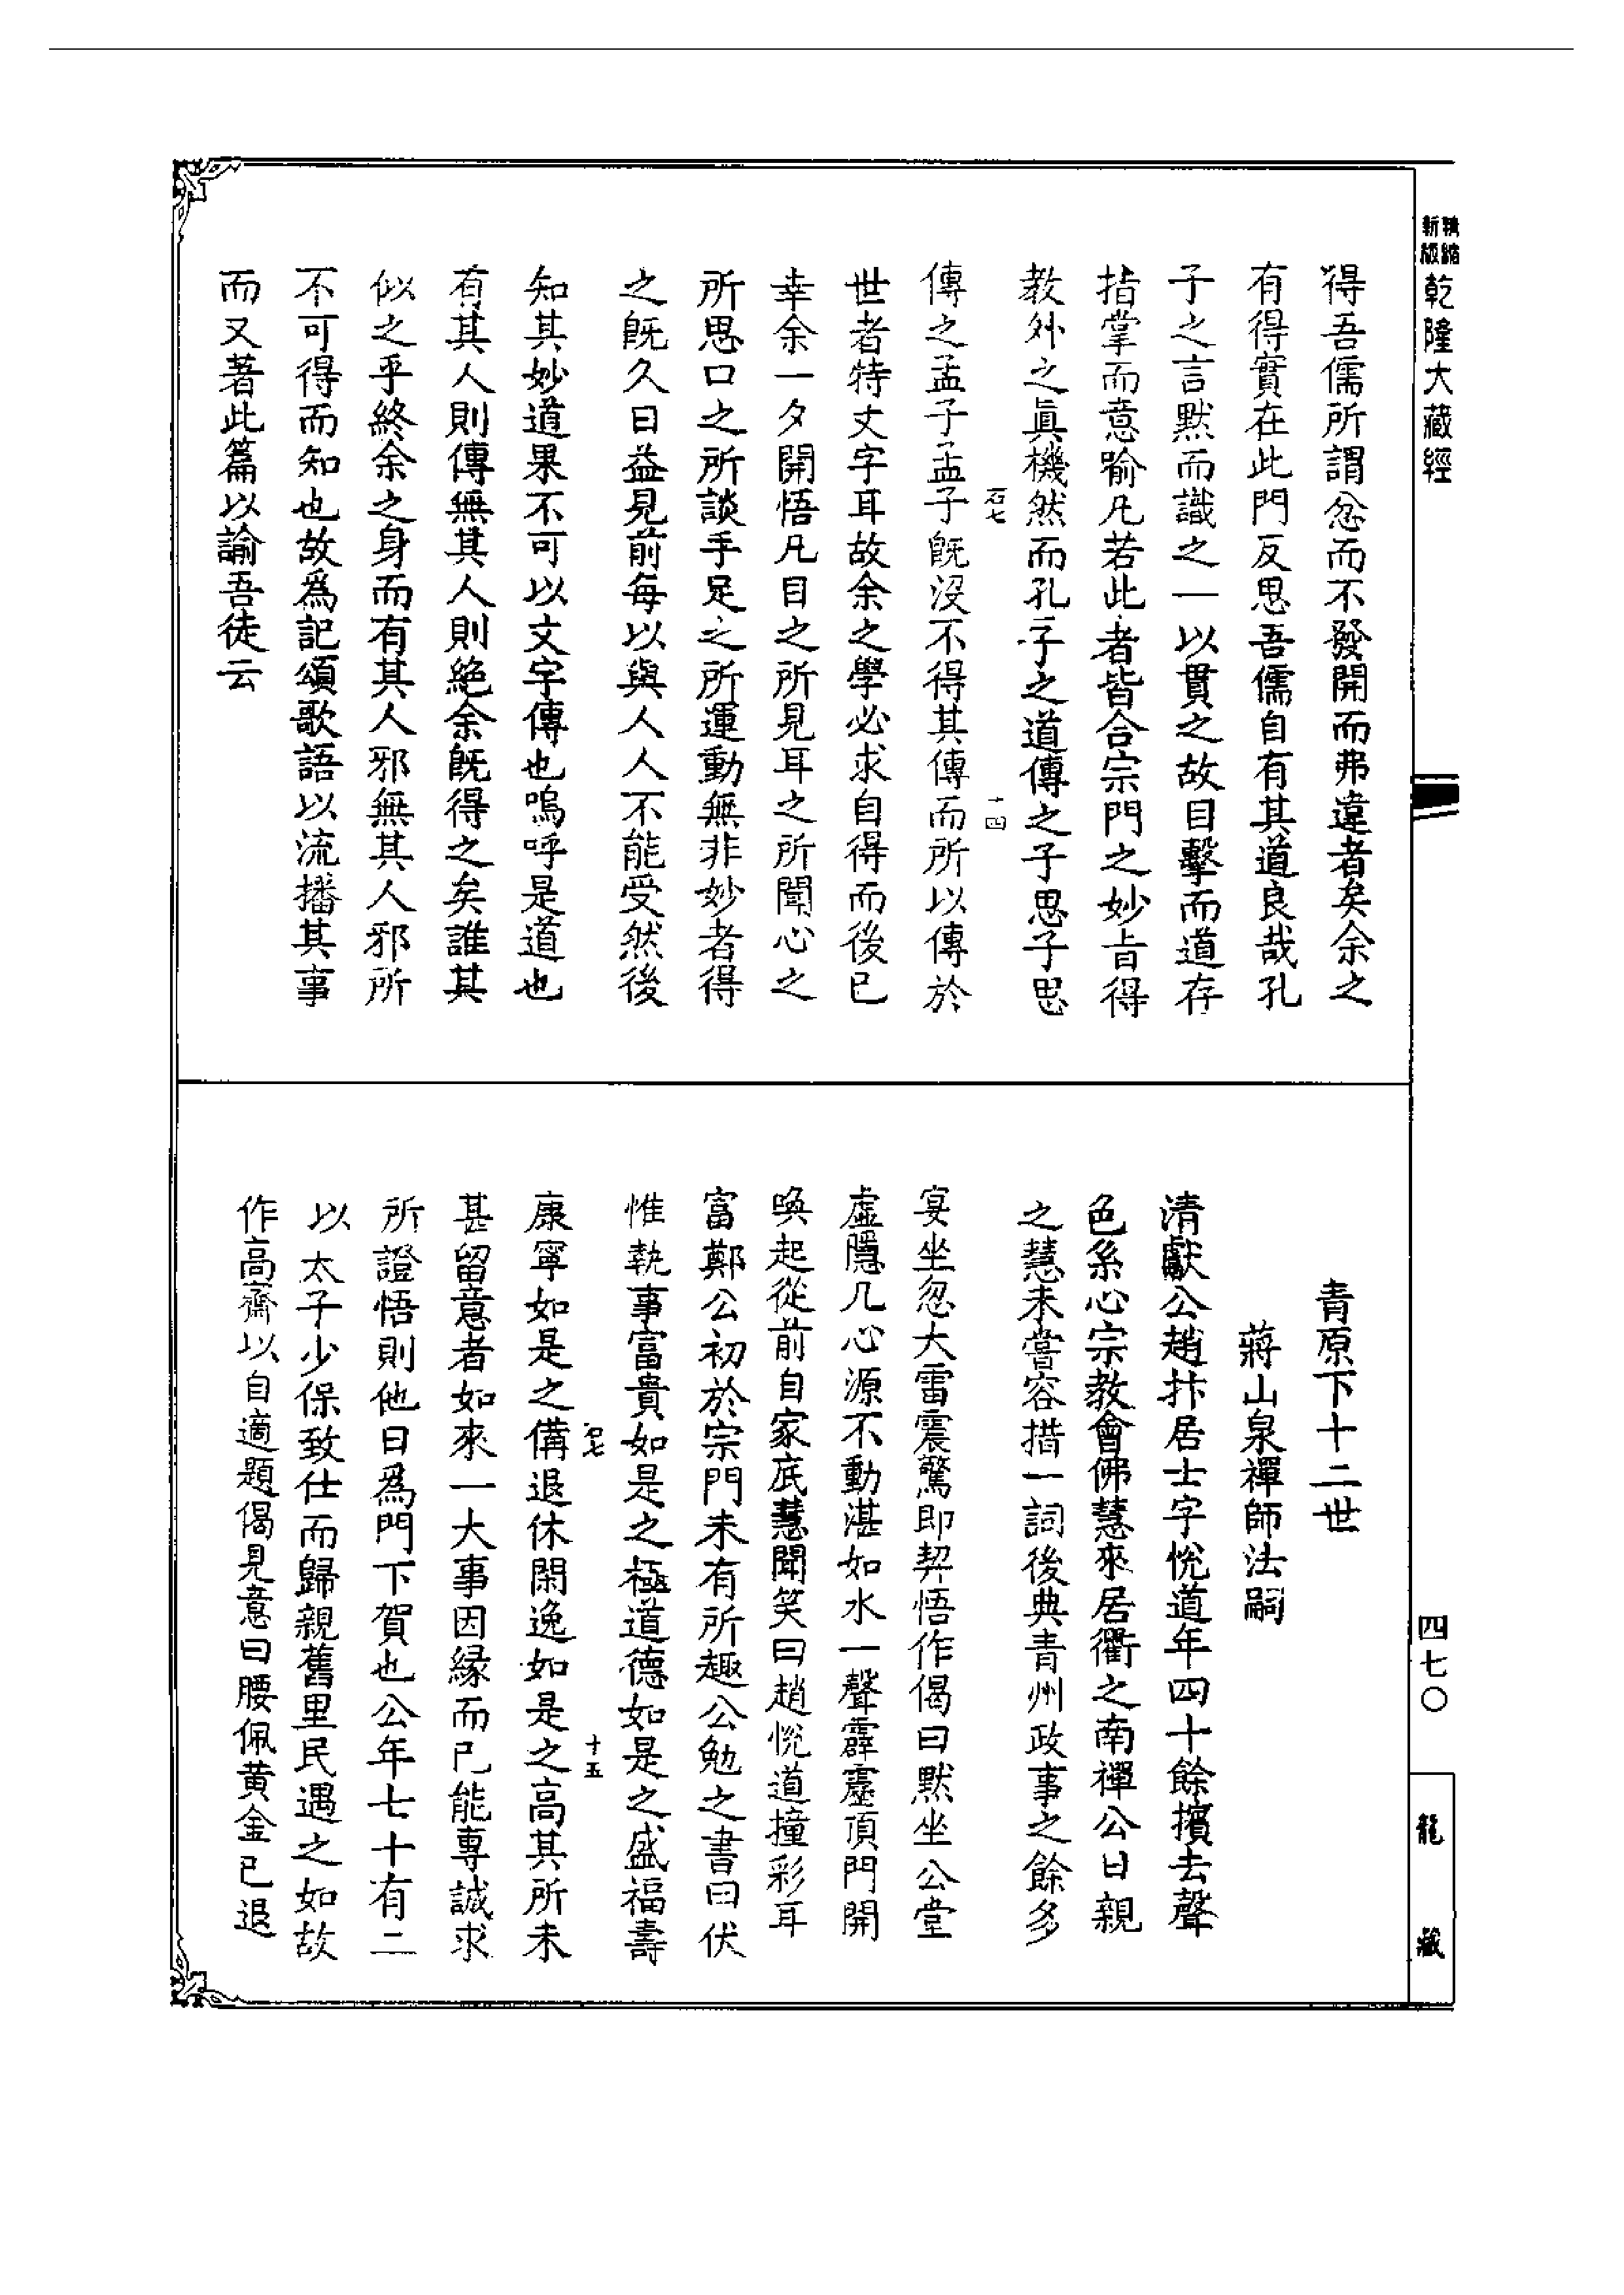 精縮
新版
乾隆大藏經
得吾儒所謂忿而不發開而弗違者矣余之
有得實在此門反思吾儒自有其道良哉孔
子之言默而識之一以貫之故目擊而道存
指掌而意喻凡若此者皆合宗門之妙旨得
教外之眞機然而孔子之道傳之子思子思
石七
十四
傳之孟子孟子既沒不得其傳而所以傳於
世者特丈字耳故余之學必求自得而後已
幸余一夕開悟凡目之所見耳之所聞心之
所思口之所談手足之所運動無非妙者得
之既久日益見前每以與人人不能受然後
知其妙道果不可以文字傳也嗚呼是道也
有其人則傳無其人則絕余既得之矣誰其
似之乎終余之身而有其人邪無其人邪所
不可得而知也故爲記頌歌語以流播其事
而又著此篇以諭吾徒云
青原下十二世
蔣山泉禪師法嗣
清獻公趙抃居士字悅道年四十餘擯去聲
色系心宗教會佛慧來居衢之南禪公日親
之慧未嘗容措一詞後典青州政事之餘多
宴坐忽大雷震驚即契悟作偈曰默坐公堂
虛隱几心源不動湛如水一聲霹靂頂門開
喚起從前自家底慧聞笑曰趙悅道撞彩耳
富鄭公初於宗門未有所趣公勉之書曰伏
惟執事富貴如是之極道德如是之盛福壽
石七
十五
康寧如是之備退休閑逸如是之高其所未
甚留意者如來一大事因緣而已能專誠求
所證悟則他日爲門下賀也公年七十有二
以太子少保致仕而歸親舊里民遇之如故
作高齋以自適題偈見意曰腰佩黃金已退
四七〇
龍藏